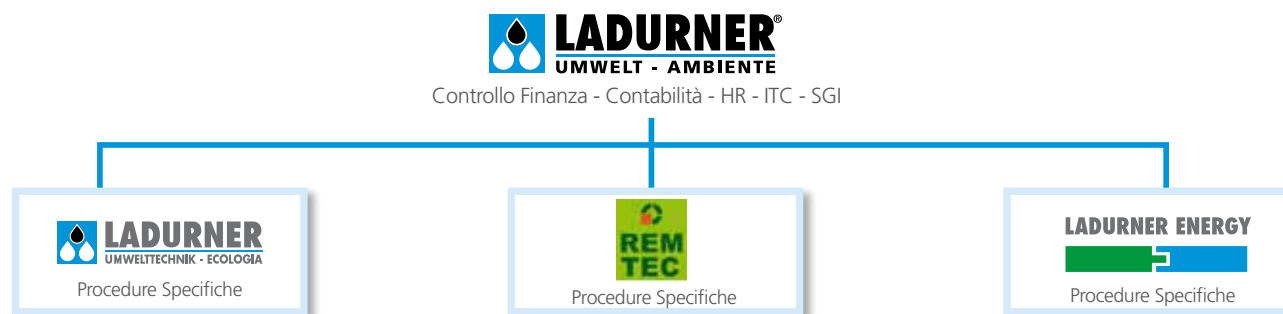 LADURNER®
UMWELT - AMBIENTE
Controllo Finanza - Contabilità - HR - ITC - SGI
LADURNER
UMWELTTECHNIK - ECOLOGIA
Procedure Specifiche
REM
TEC
Procedure Specifiche
LADURNER ENERGY
Procedure Specifiche